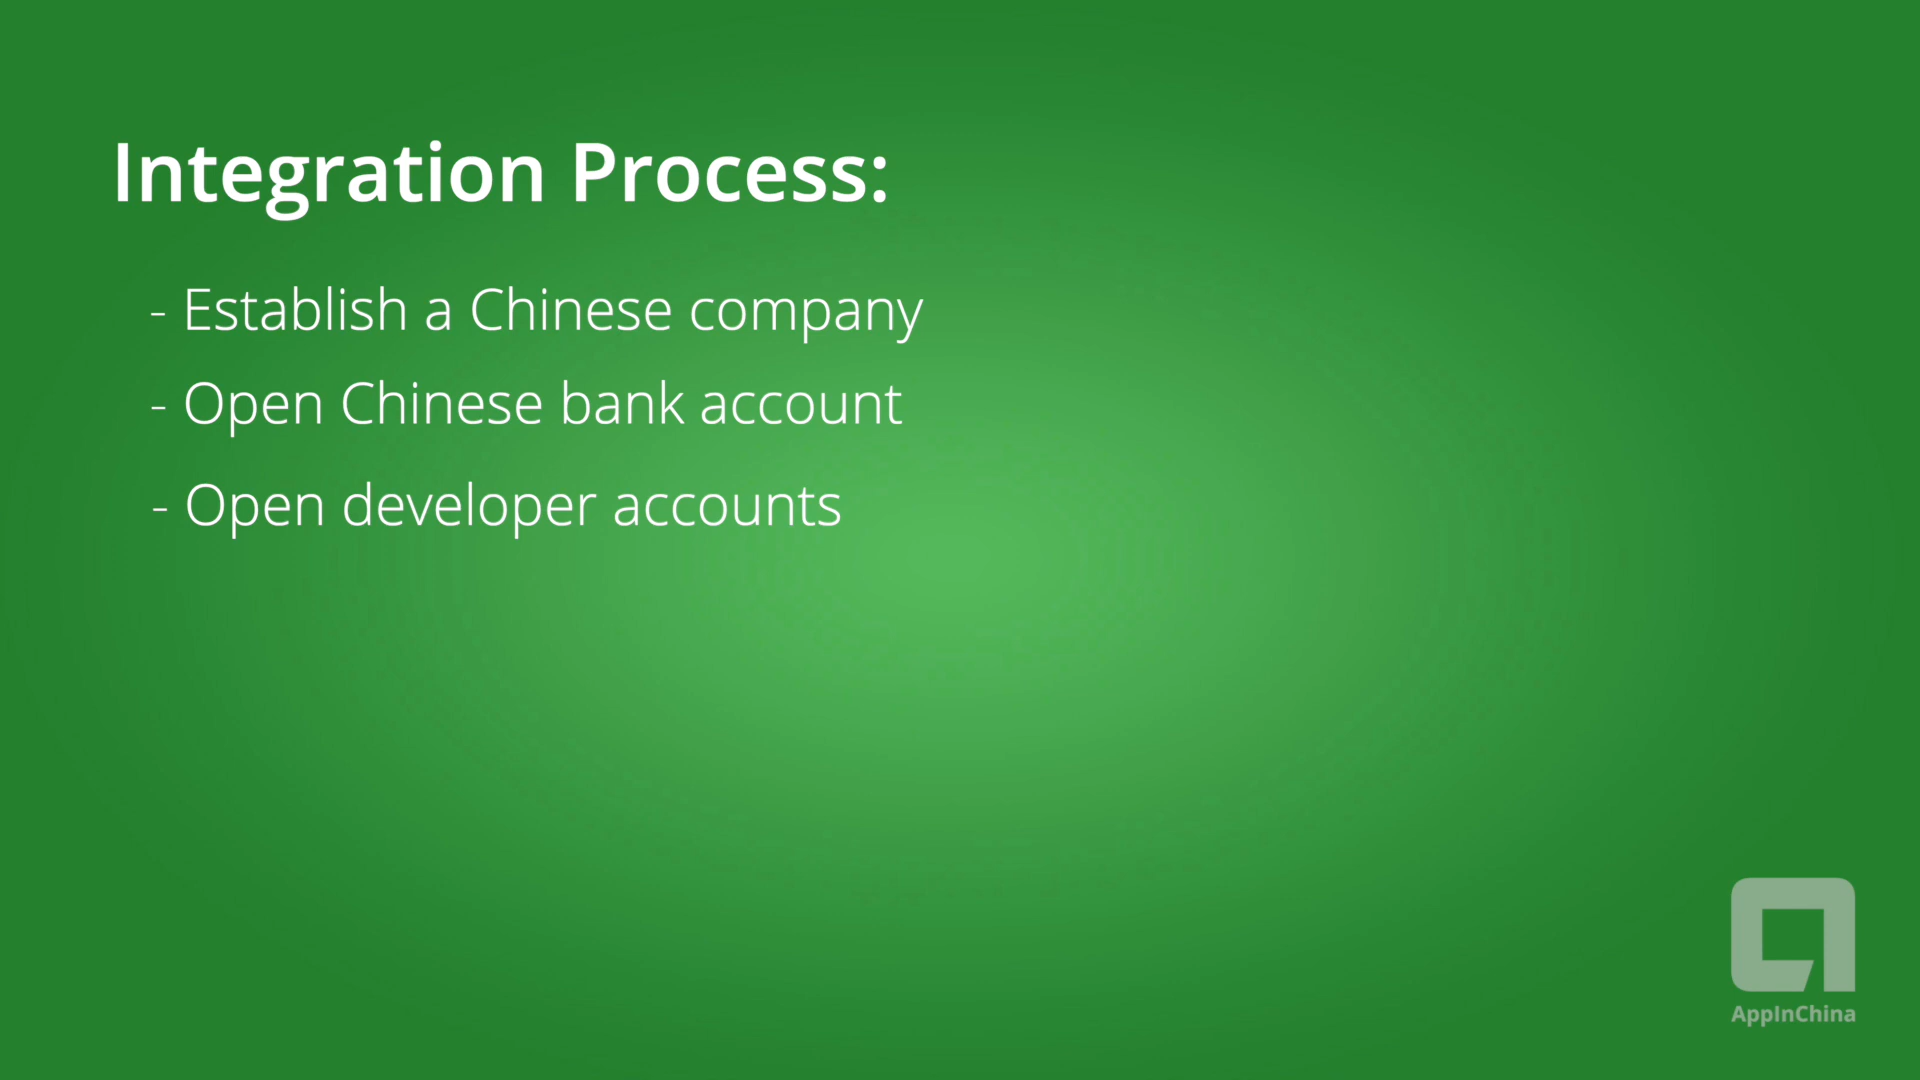 Integration Process:
- Establish a Chinese company
- Open Chinese bank account
- Open developer accounts
AppInChina